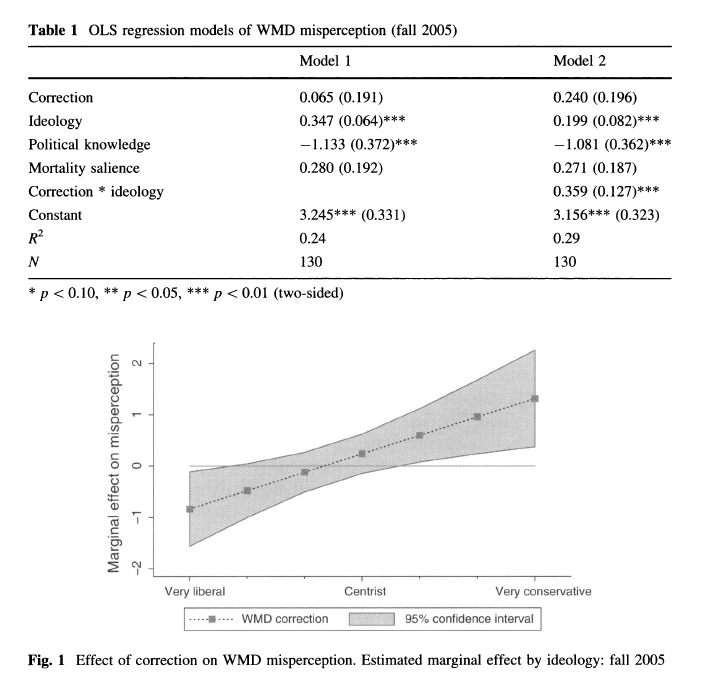 Table 1 OLS regression models of WMD misperception (fall 2005)
Model 1 Model 2
Correction 0.065 (0.191) 0.240 (0.196)
Ideology 0.347 (0.064)*** 0.199 (0.082)***
Political knowledge −1.133 (0.372)*** −1.081 (0.362)***
Mortality salience 0.280 (0.192) 0.271 (0.187)
Correction * ideology 0.359 (0.127)***
Constant 3.245*** (0.331) 3.156*** (0.323)
R² 0.24 0.29
N 130 130
* p < 0.10, ** p < 0.05, *** p < 0.01 (two-sided)
Marginal effect on misperception
2
1
0
−1
−2
Very liberal Centrist Very conservative
WMD correction 95% confidence interval
Fig. 1 Effect of correction on WMD misperception. Estimated marginal effect by ideology: fall 2005